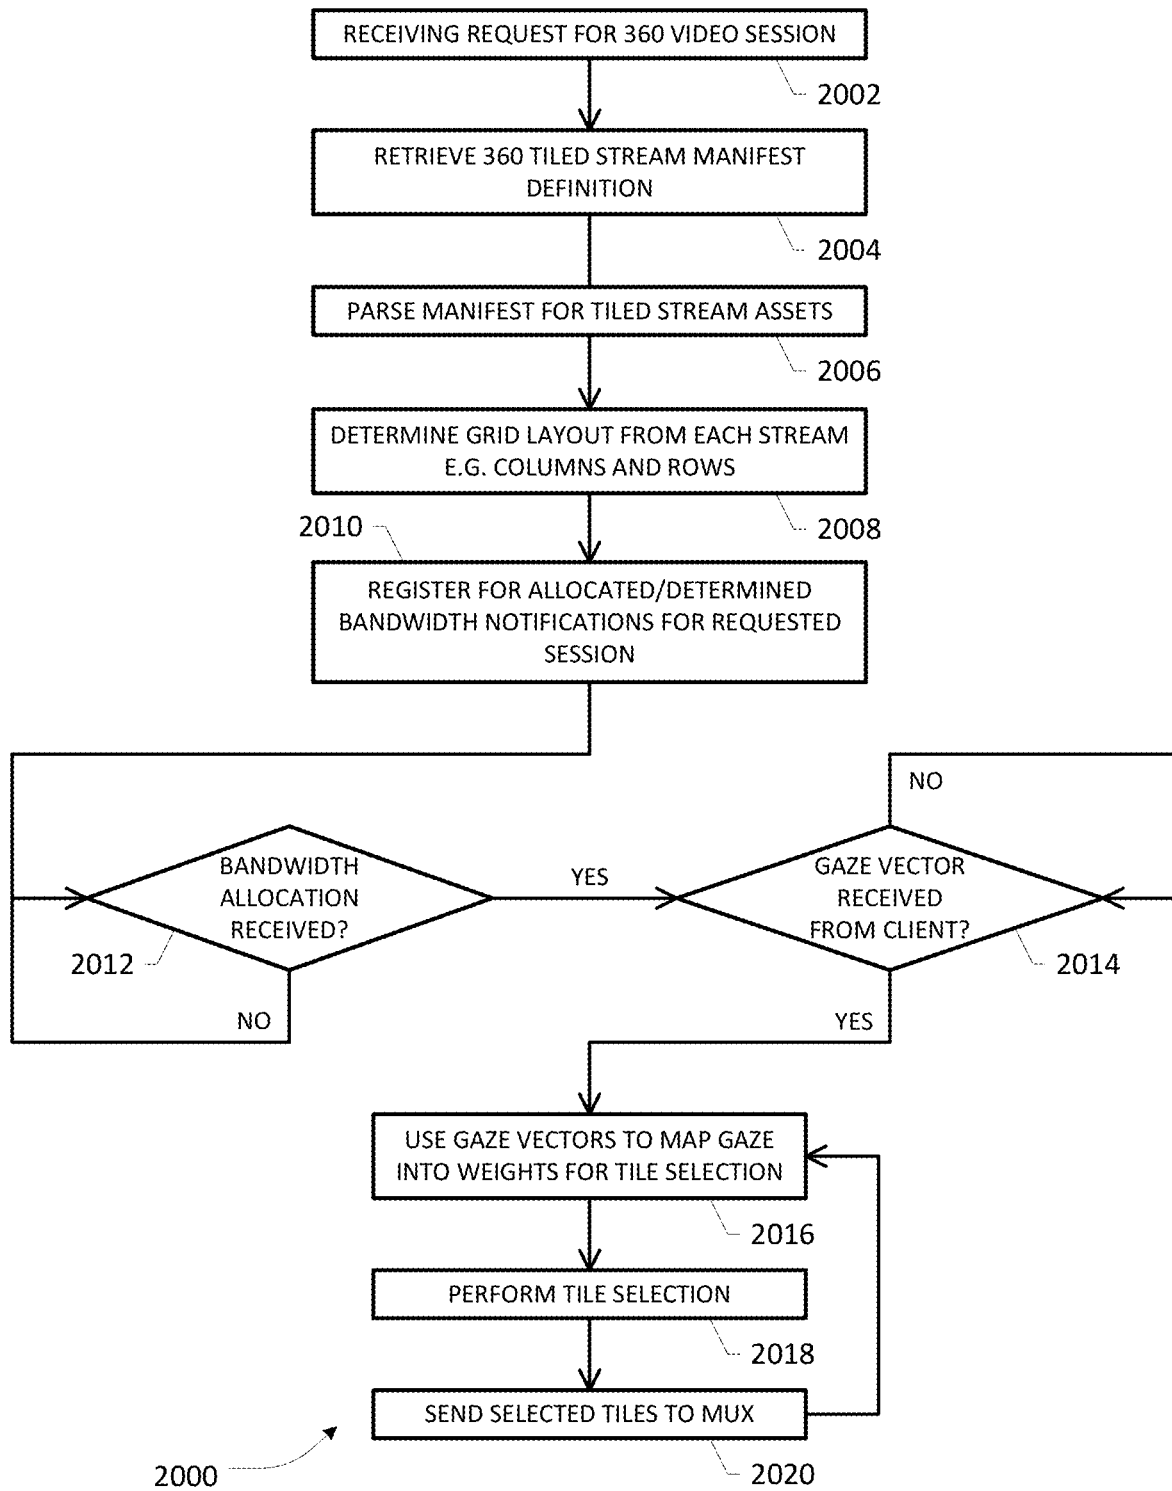 RECEIVING REQUEST FOR 360 VIDEO SESSION
2002
RETRIEVE 360 TILED STREAM MANIFEST
DEFINITION
2004
PARSE MANIFEST FOR TILED STREAM ASSETS
2006
DETERMINE GRID LAYOUT FROM EACH STREAM
E.G. COLUMNS AND ROWS
2008
2010
REGISTER FOR ALLOCATED/DETERMINED
BANDWIDTH NOTIFICATIONS FOR REQUESTED
SESSION
BANDWIDTH
ALLOCATION
RECEIVED?
2012
NO
YES
NO
GAZE VECTOR
RECEIVED
FROM CLIENT?
2014
YES
USE GAZE VECTORS TO MAP GAZE
INTO WEIGHTS FOR TILE SELECTION
2016
PERFORM TILE SELECTION
2018
SEND SELECTED TILES TO MUX
2020
2000